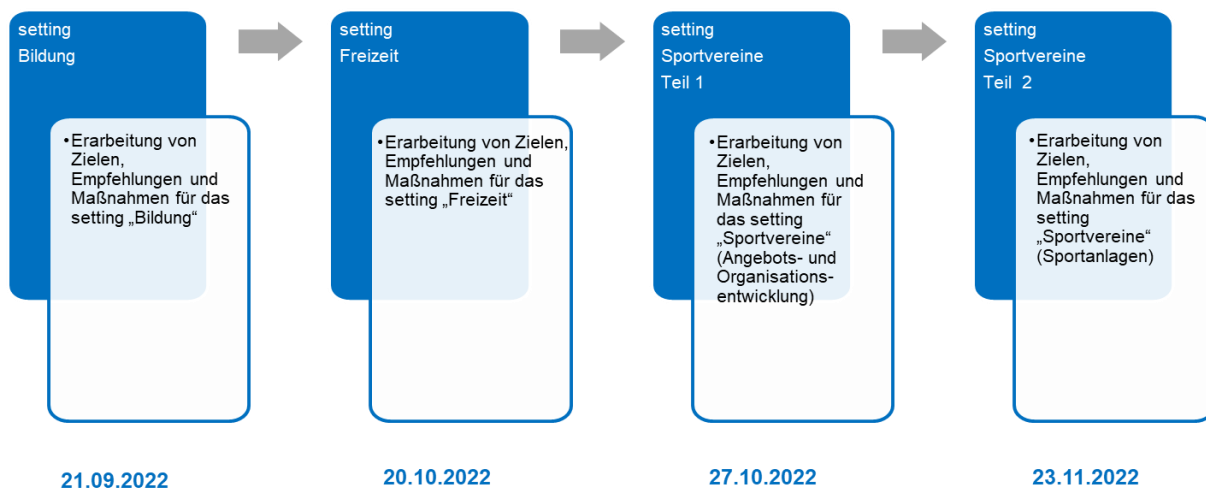 setting
Bildung
•Erarbeitung von
Zielen,
Empfehlungen und
Maßnahmen für das
setting „Bildung“
21.09.2022
setting
Freizeit
•Erarbeitung von Zielen,
Empfehlungen und
Maßnahmen für das
setting „Freizeit“
20.10.2022
setting
Sportvereine
Teil 1
•Erarbeitung von
Zielen,
Empfehlungen und
Maßnahmen für
das setting
„Sportvereine“
(Angebots- und
Organisations-
entwicklung)
27.10.2022
setting
Sportvereine
Teil 2
•Erarbeitung von
Zielen,
Empfehlungen und
Maßnahmen für das
setting
„Sportvereine“
(Sportanlagen)
23.11.2022